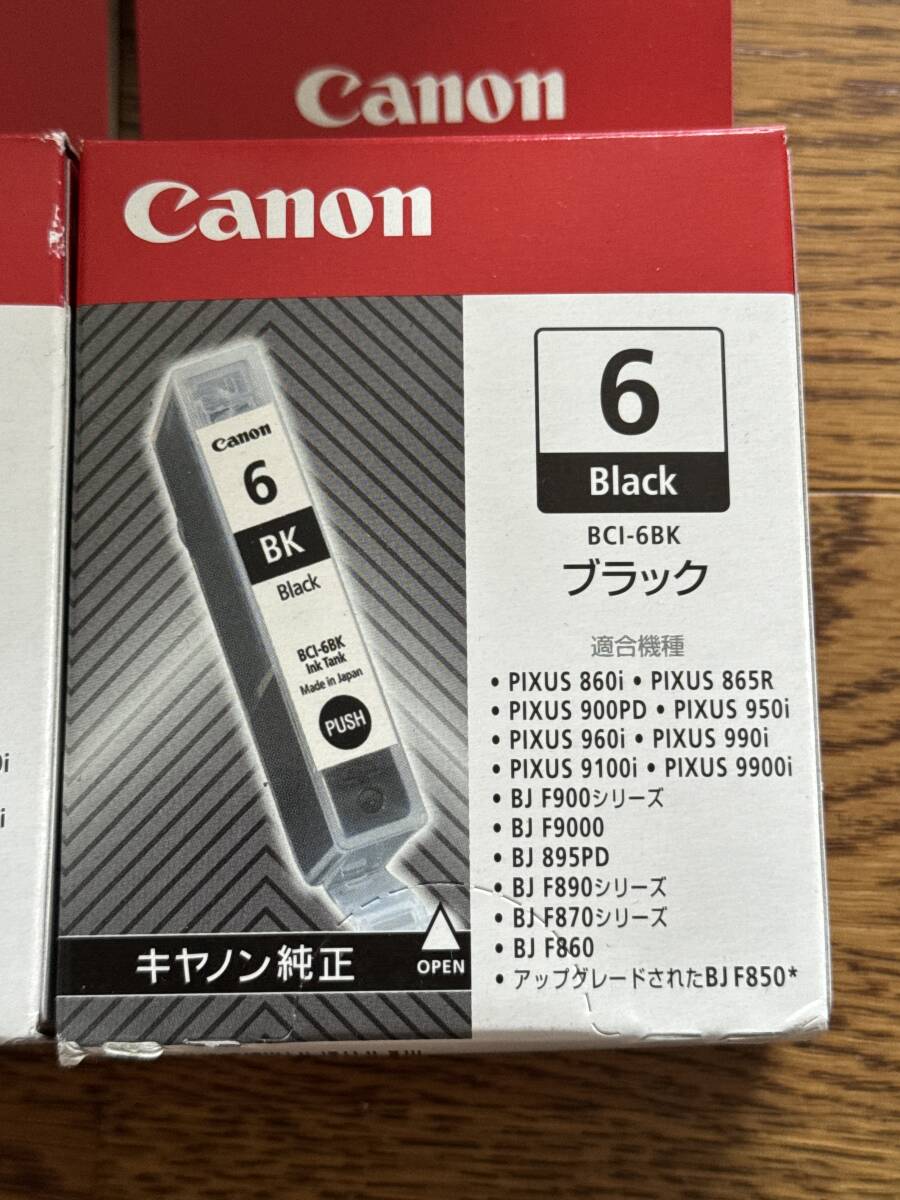 Canon
Canon
6
Black
BCI-6BK
ブラック
適合機種
• PIXUS 860i • PIXUS 865R
• PIXUS 900PD • PIXUS 950i
• PIXUS 960i • PIXUS 990i
• PIXUS 9100i • PIXUS 9900i
• BJ F900シリーズ
• BJ F9000
• BJ 895PD
• BJ F890シリーズ
• BJ F870シリーズ
• BJ F860
• アップグレードされたBJ F850*
Canon
6
BK
Black
BCI-6BK
Ink Tank
Made in Japan
PUSH
キヤノン純正
OPEN